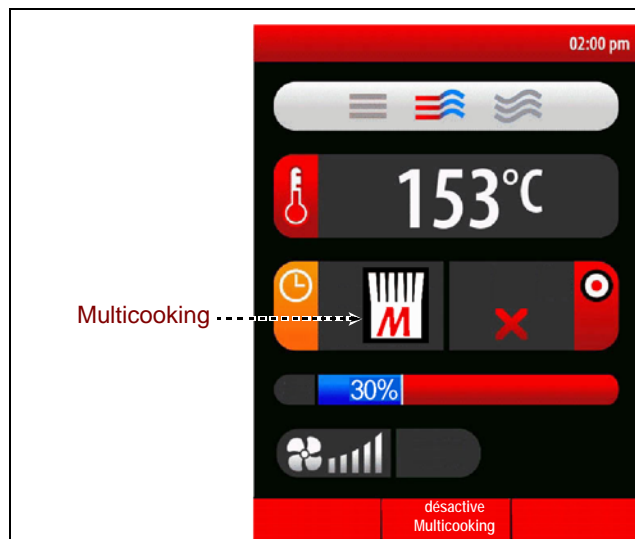 02:00 pm
153°C
Multicooking
M
30%
désactive
Multicooking